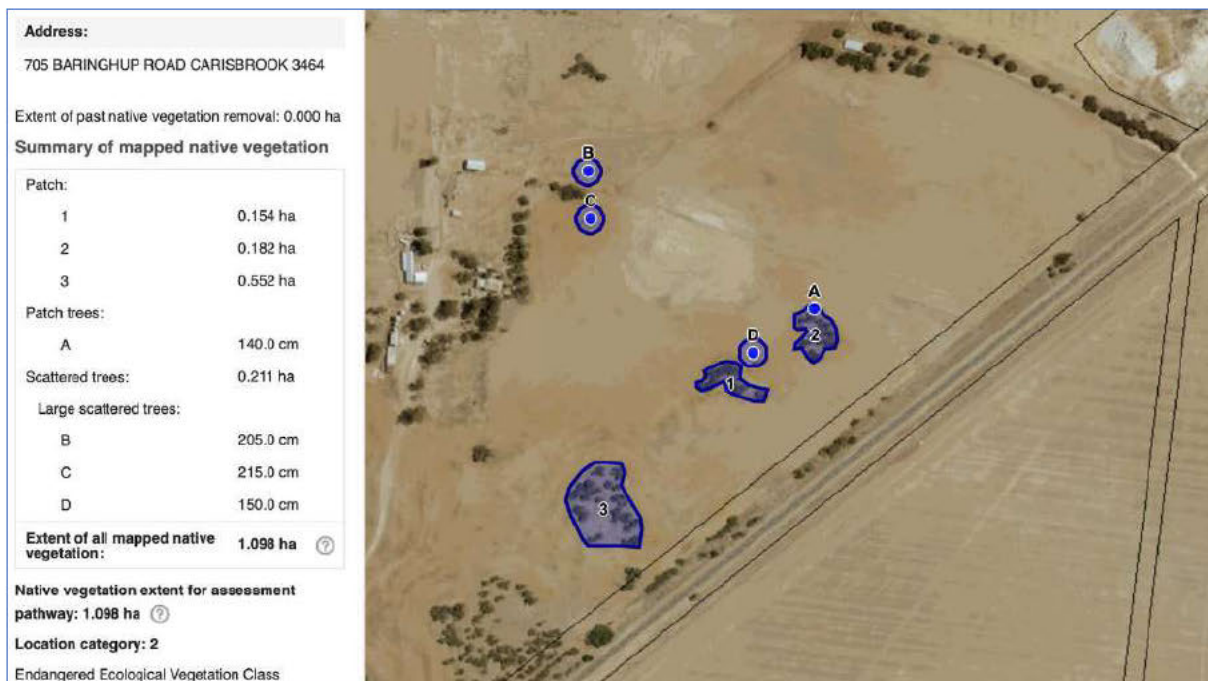 Address:
705 BARINGHUP ROAD CARISBROOK 3464
Extent of past native vegetation removal: 0.000 ha
Summary of mapped native vegetation
Patch:
1 0.154 ha
2 0.182 ha
3 0.552 ha
Patch trees:
A 140.0 cm
Scattered trees: 0.211 ha
Large scattered trees:
B 205.0 cm
C 215.0 cm
D 150.0 cm
Extent of all mapped native
vegetation: 1.098 ha ?
Native vegetation extent for assessment
pathway: 1.098 ha ?
Location category: 2
Endangered Ecological Vegetation Class
B
C
A
2
D
1
3